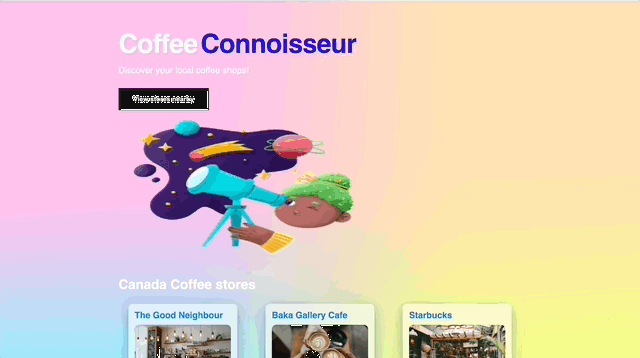 Coffee Connoisseur
Discover your local coffee shops!
View stores nearby
Canada Coffee stores
The Good Neighbour
Baka Gallery Cafe
Starbucks